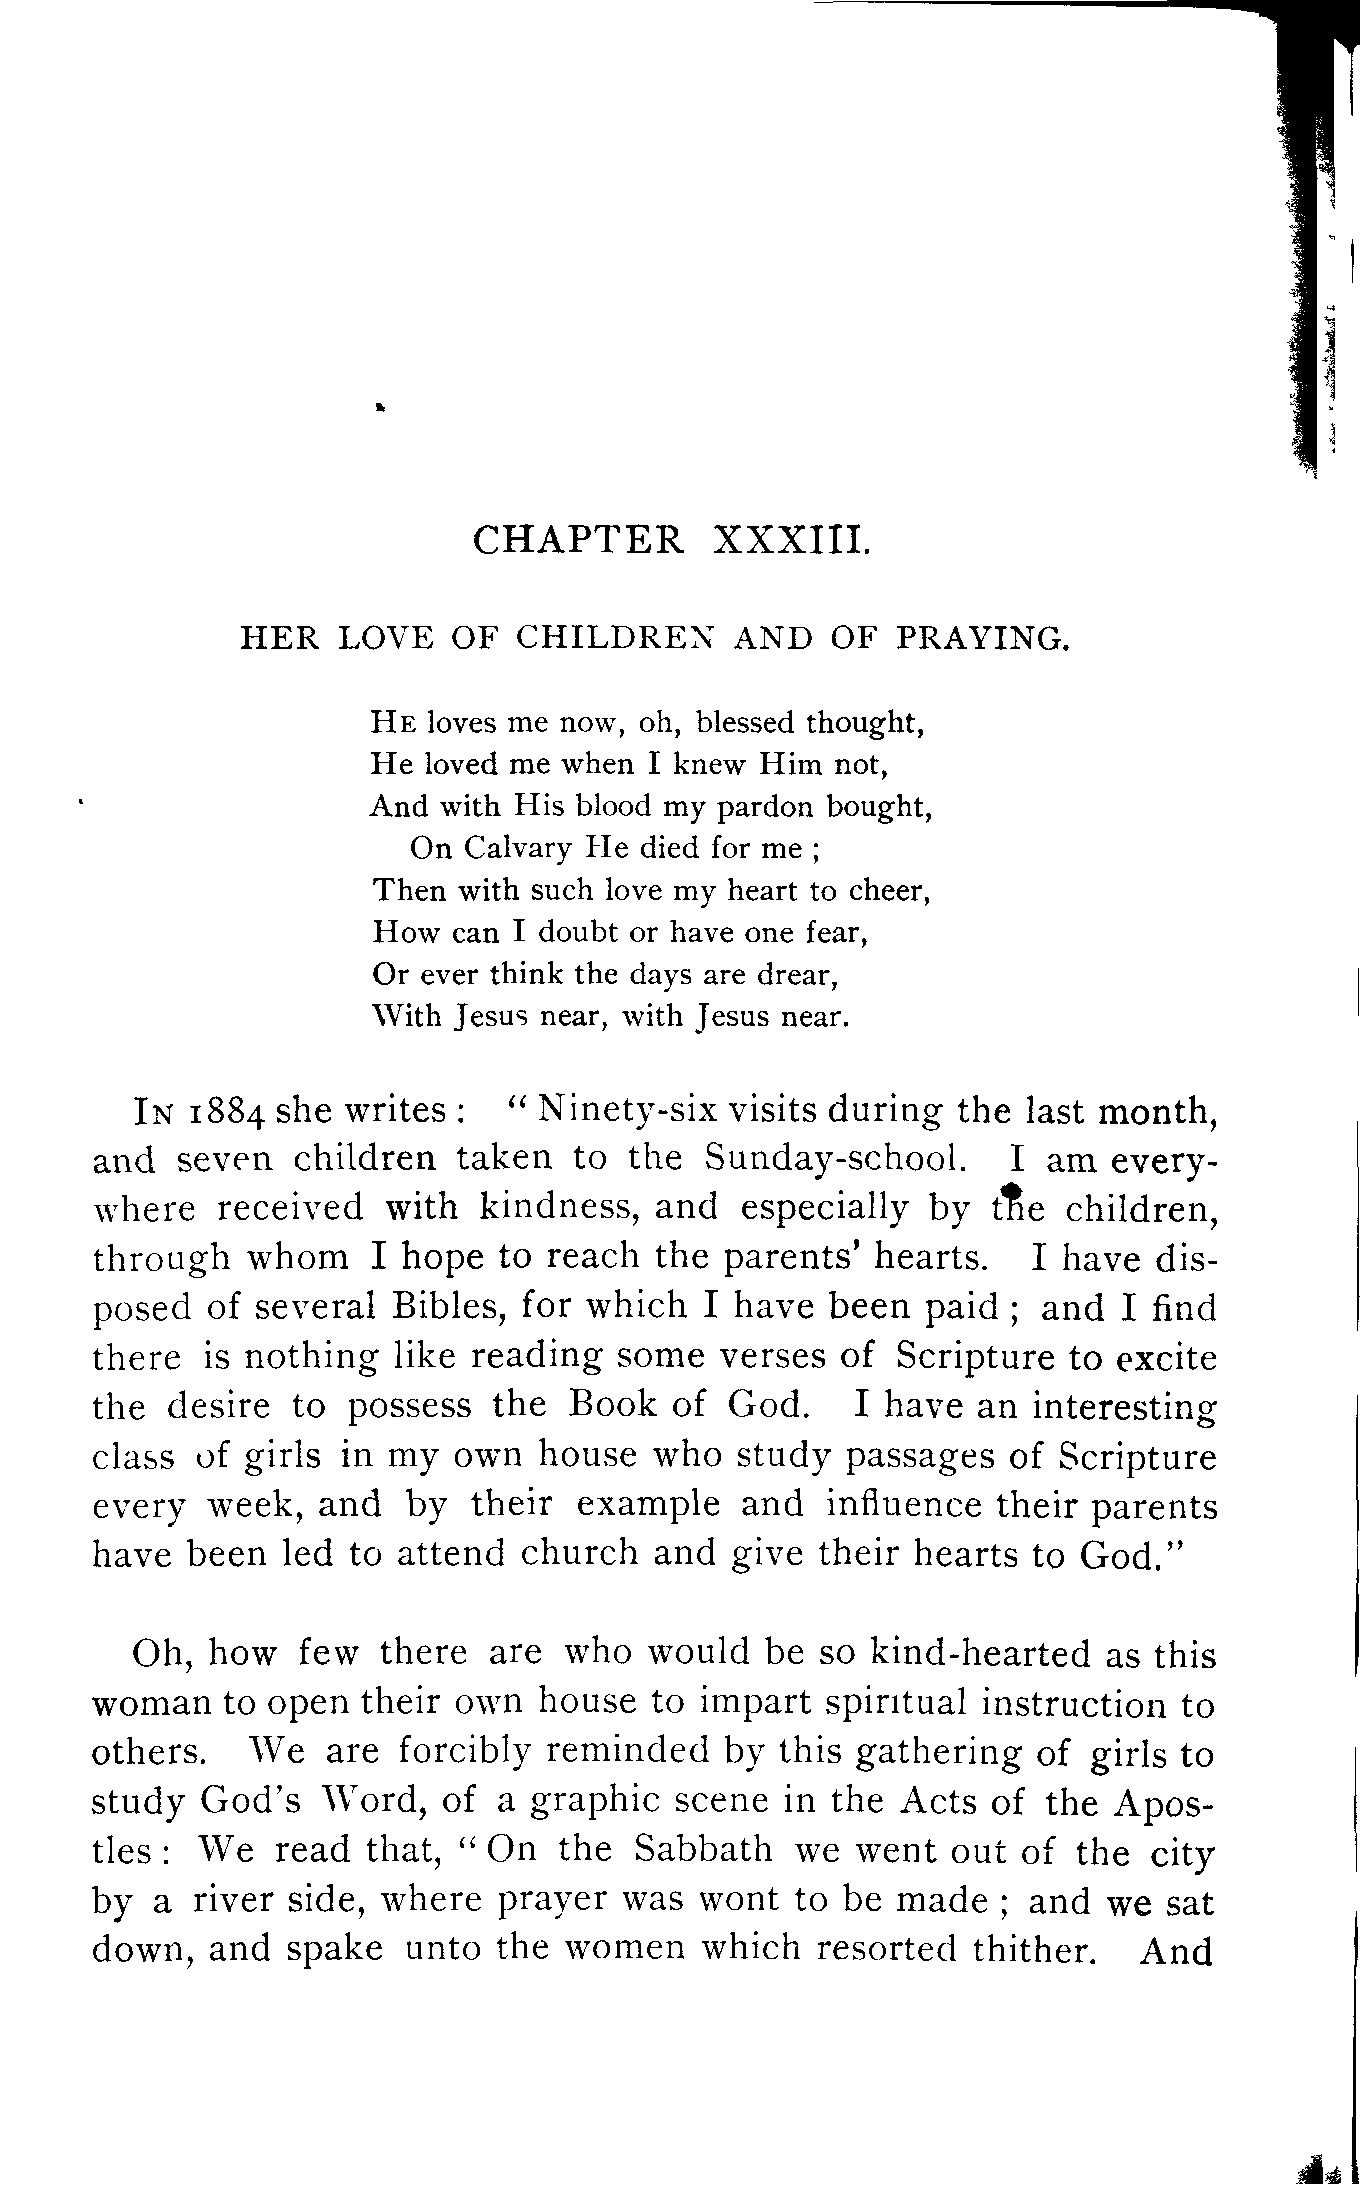 CHAPTER XXXIII.
HER LOVE OF CHILDREN AND OF PRAYING.
HE loves me now, oh, blessed thought,
He loved me when I knew Him not,
And with His blood my pardon bought,
On Calvary He died for me ;
Then with such love my heart to cheer,
How can I doubt or have one fear,
Or ever think the days are drear,
With Jesus near, with Jesus near.
IN 1884 she writes : “ Ninety-six visits during the last month,
and seven children taken to the Sunday-school. I am every-
where received with kindness, and especially by the children,
through whom I hope to reach the parents’ hearts. I have dis-
posed of several Bibles, for which I have been paid ; and I find
there is nothing like reading some verses of Scripture to excite
the desire to possess the Book of God. I have an interesting
class of girls in my own house who study passages of Scripture
every week, and by their example and influence their parents
have been led to attend church and give their hearts to God.”
Oh, how few there are who would be so kind-hearted as this
woman to open their own house to impart spiritual instruction to
others. We are forcibly reminded by this gathering of girls to
study God’s Word, of a graphic scene in the Acts of the Apos-
tles : We read that, “ On the Sabbath we went out of the city
by a river side, where prayer was wont to be made ; and we sat
down, and spake unto the women which resorted thither. And